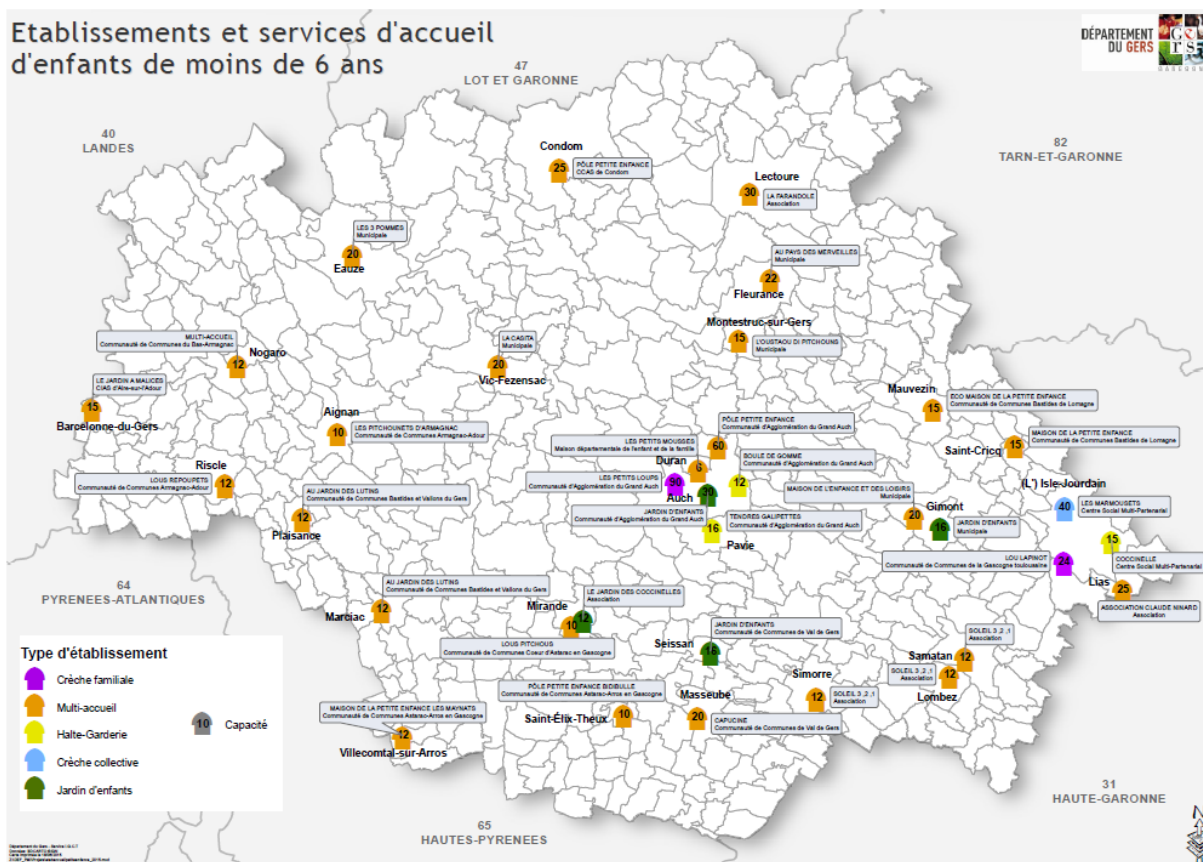 Etablissements et services d'accueil
d'enfants de moins de 6 ans
DÉPARTEMENT
DU GERS
47
LOT ET GARONNE
40
LANDES
82
TARN-ET-GARONNE
Condom
25
PÔLE PETITE ENFANCE
CCAS de Condom
Lectoure
30
LA FARANDOLE
Association
LES 3 POMMES
Municipale
20
Eauze
AU PAYS DES MERVEILLES
Municipale
22
Fleurance
Montestruc-sur-Gers
15
L'OUSTAOU DI PITCHOUNS
Municipale
MULTI-ACCUEIL
Communauté de Communes du Bas-Armagnac
Nogaro
12
LA CASITA
Municipale
20
Vic-Fezensac
LE JARDIN A MALICES
CIAS d'Aire-sur-l'Adour
15
Barcelonne-du-Gers
Mauvezin
15
ECO MAISON DE LA PETITE ENFANCE
Communauté de Communes Bastides de Lomagne
Aignan
10
LES PITCHOUNETS D'ARMAGNAC
Communauté de Communes Armagnac-Adour
PÔLE PETITE ENFANCE
Communauté d'Agglomération du Grand Auch
60
LES PETITS MOUSSES
Maison départementale de l'enfant et de la famille
Duran
6
MAISON DE LA PETITE ENFANCE
Communauté de Communes Bastides de Lomagne
Saint-Cricq
15
BOULE DE GOMME
Communauté d'Agglomération du Grand Auch
12
Riscle
LOUS REPOUPETS
Communauté de Communes Armagnac-Adour
12
LES PETITS LOUPS
Communauté d'Agglomération du Grand Auch
90
Auch
30
JARDIN D'ENFANTS
Communauté d'Agglomération du Grand Auch
TENDRES GALIPETTES
Communauté d'Agglomération du Grand Auch
16
Pavie
MAISON DE L'ENFANCE ET DES LOISIRS
Municipale
20
Gimont
16
JARDIN D'ENFANTS
Municipale
(L') Isle-Jourdain
40
LES MARMOUSETS
Centre Social Multi-Partenarial
15
COCCINELLE
Centre Social Multi-Partenarial
LOU LAPINOT
Communauté de Communes de la Gascogne toulousaine
24
Lias
25
ASSOCIATION CLAUDE NINARD
Association
AU JARDIN DES LUTINS
Communauté de Communes Bastides et Vallons du Gers
12
Plaisance
64
PYRENEES-ATLANTIQUES
AU JARDIN DES LUTINS
Communauté de Communes Bastides et Vallons du Gers
12
Marciac
LE JARDIN DES COCCINELLES
Association
Mirande
12
10
LOUS PITCHOUS
Communauté de Communes Coeur d'Astarac en Gascogne
Seissan
JARDIN D'ENFANTS
Communauté de Communes de Val de Gers
16
SOLEIL 3 ,2 ,1
Association
Samatan
12
SOLEIL 3 ,2 ,1
Association
12
Lombez
Simorre
12
SOLEIL 3 ,2 ,1
Association
PÔLE PETITE ENFANCE BIDIBULLE
Communauté de Communes Astarac-Arros en Gascogne
Saint-Élix-Theux
10
Masseube
20
CAPUCINE
Communauté de Communes de Val de Gers
MAISON DE LA PETITE ENFANCE LES MAYNATS
Communauté de Communes Astarac-Arros en Gascogne
12
Villecomtal-sur-Arros
Type d'établissement
Crèche familiale
Multi-accueil
Halte-Garderie
Crèche collective
Jardin d'enfants
10
Capacité
31
HAUTE-GARONNE
65
HAUTES-PYRENEES